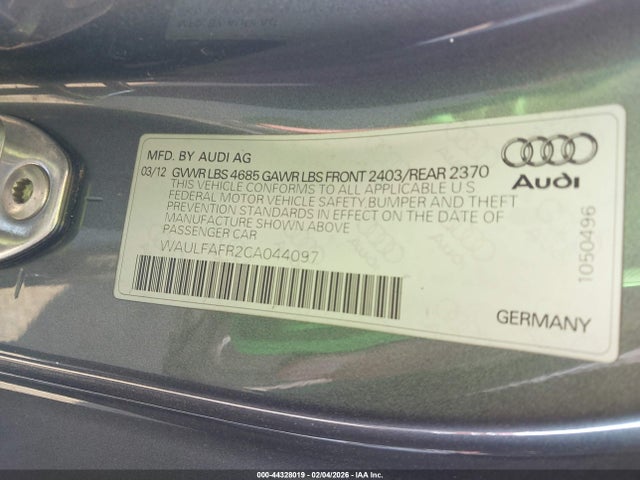 MFD. BY AUDI AG
03/12 GVWR LBS 4685 GAWR LBS FRONT 2403/REAR 2370
THIS VEHICLE CONFORMS TO ALL APPLICABLE U S
FEDERAL MOTOR VEHICLE SAFETY,BUMPER AND THEFT
PREVENTION STANDARDS IN EFFECT ON THE DATE OF
MANUFACTURE SHOWN ABOVE
PASSENGER CAR
WAULFAFR2CA044097
Audi
1050496
GERMANY
000-44328019 - 02/04/2026 - IAA Inc.